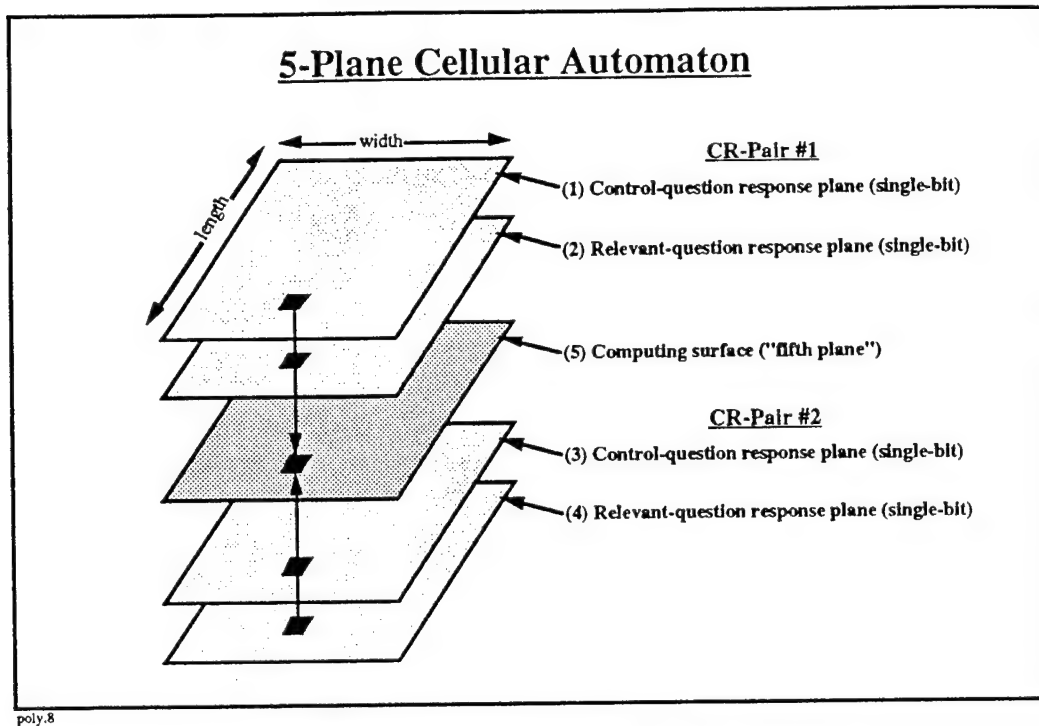 5-Plane Cellular Automaton
width
length
CR-Pair #1
(1) Control-question response plane (single-bit)
(2) Relevant-question response plane (single-bit)
(5) Computing surface ("fifth plane")
CR-Pair #2
(3) Control-question response plane (single-bit)
(4) Relevant-question response plane (single-bit)
poly.8